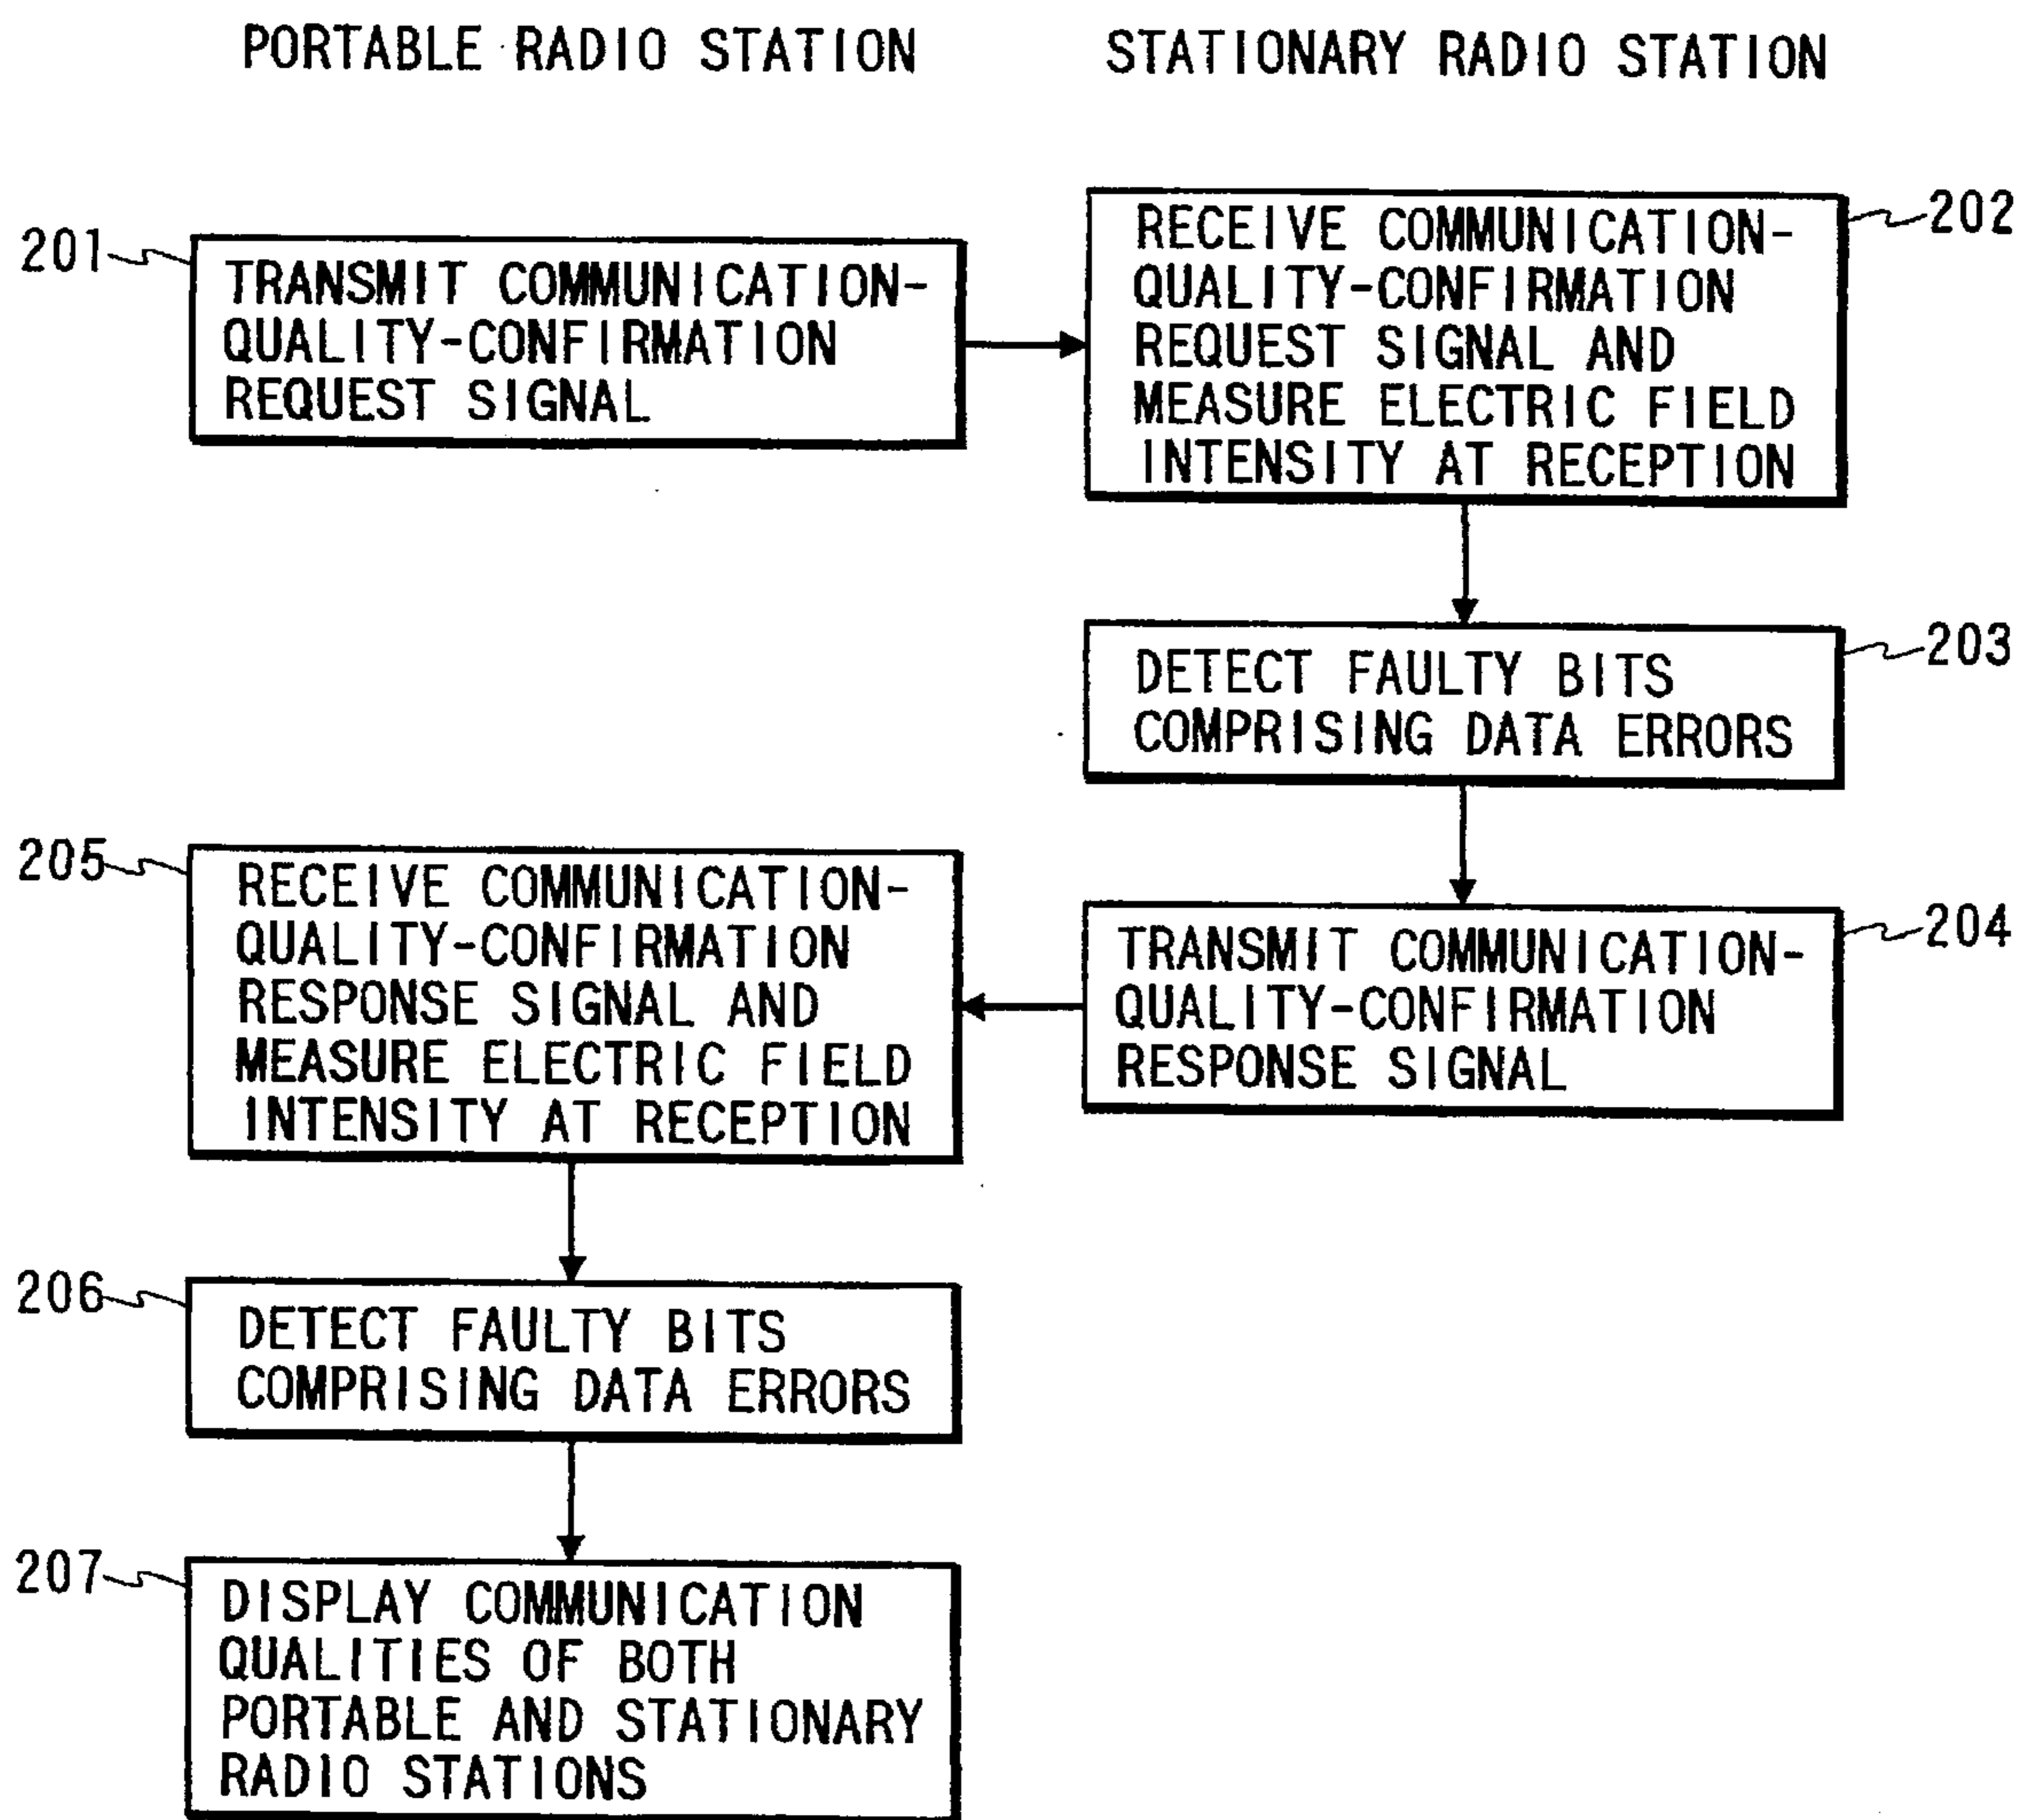 PORTABLE RADIO STATION
STATIONARY RADIO STATION
201
TRANSMIT COMMUNICATION-
QUALITY-CONFIRMATION
REQUEST SIGNAL
202
RECEIVE COMMUNICATION-
QUALITY-CONFIRMATION
REQUEST SIGNAL AND
MEASURE ELECTRIC FIELD
INTENSITY AT RECEPTION
203
DETECT FAULTY BITS
COMPRISING DATA ERRORS
204
TRANSMIT COMMUNICATION-
QUALITY-CONFIRMATION
RESPONSE SIGNAL
205
RECEIVE COMMUNICATION-
QUALITY-CONFIRMATION
RESPONSE SIGNAL AND
MEASURE ELECTRIC FIELD
INTENSITY AT RECEPTION
206
DETECT FAULTY BITS
COMPRISING DATA ERRORS
207
DISPLAY COMMUNICATION
QUALITIES OF BOTH
PORTABLE AND STATIONARY
RADIO STATIONS